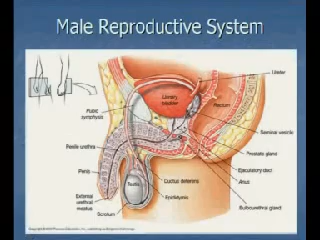 Male Reproductive System
Ureter
Urinary
bladder
Rectum
Pubic
symphysis
Seminal vesicle
Penile urethra
Prostate gland
Penis
Ejaculatory duct
Anus
External
urethral
meatus
Testis
Ductus deferens
Epididymis
Bulbourethral gland
Scrotum